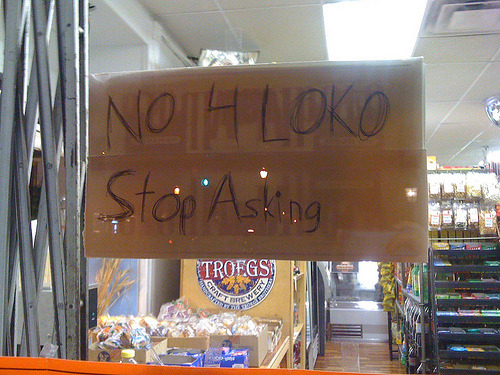 NO 4 LOKO
Stop Asking
TROEGS
CRAFT BREWERY